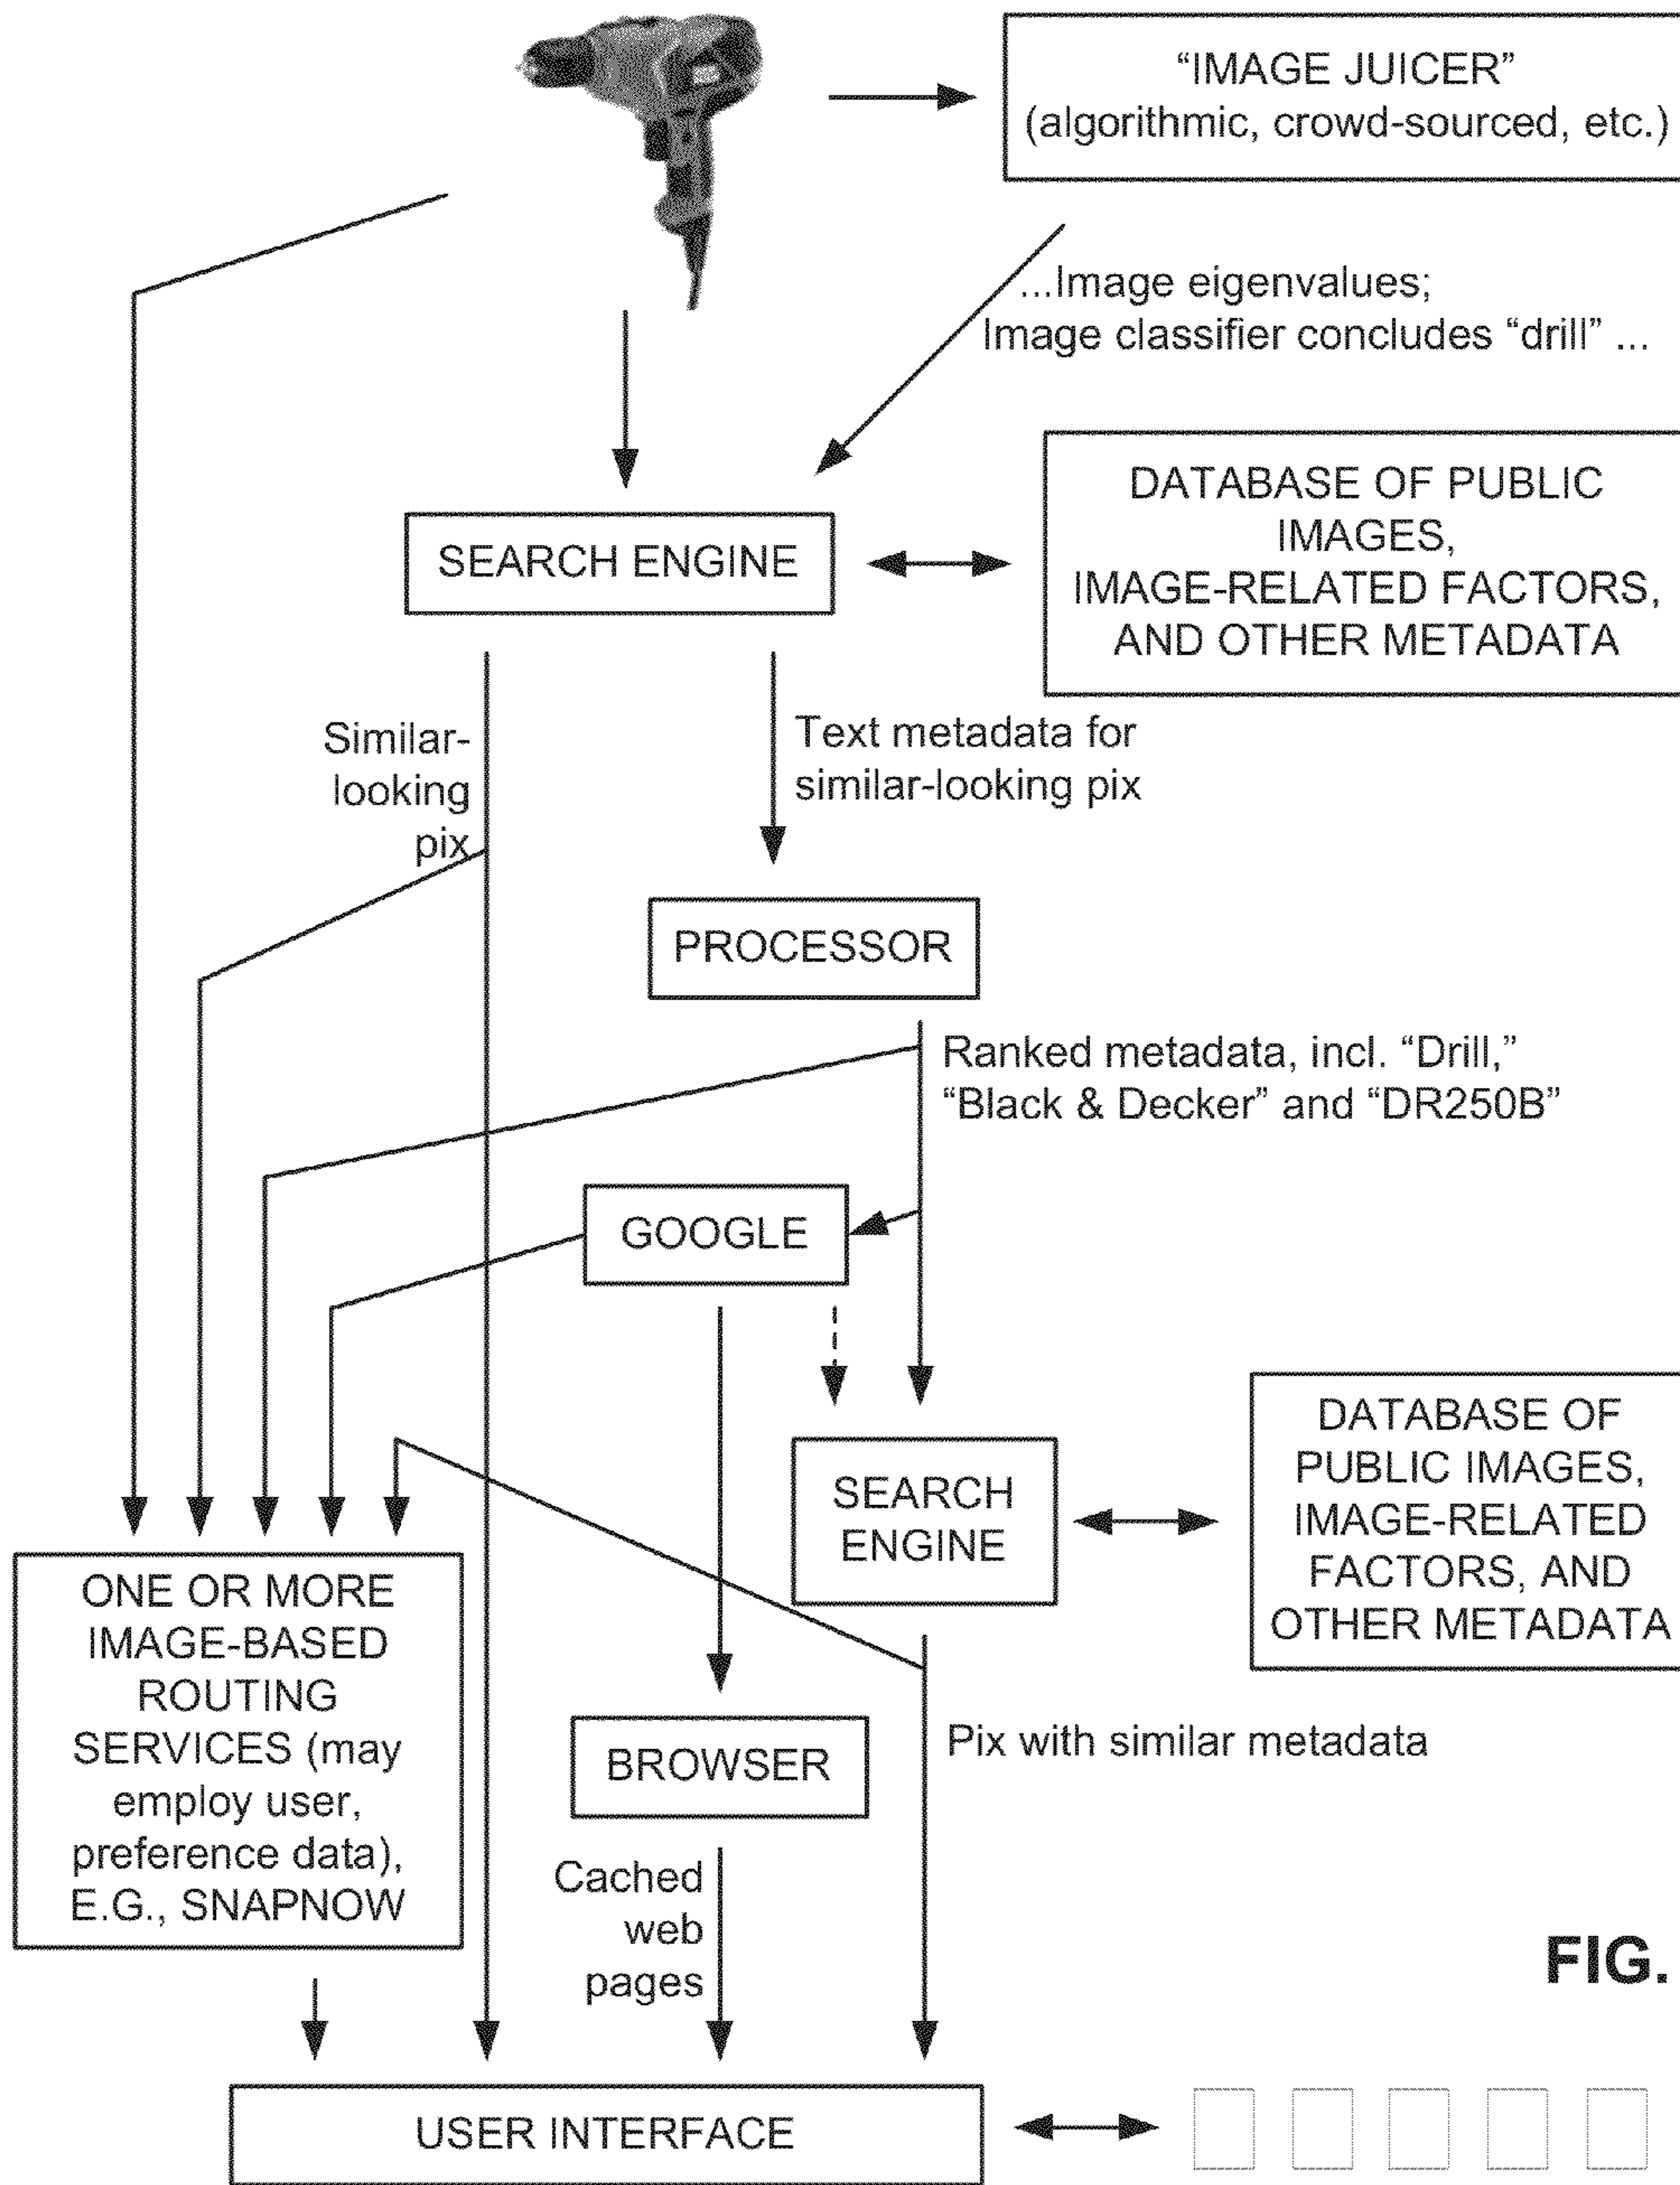 “IMAGE JUICER”
(algorithmic, crowd-sourced, etc.)
...Image eigenvalues;
Image classifier concludes “drill” ...
SEARCH ENGINE
DATABASE OF PUBLIC
IMAGES,
IMAGE-RELATED FACTORS,
AND OTHER METADATA
Similar-
looking
pix
Text metadata for
similar-looking pix
PROCESSOR
Ranked metadata, incl. “Drill,”
“Black & Decker” and “DR250B”
GOOGLE
SEARCH
ENGINE
DATABASE OF
PUBLIC IMAGES,
IMAGE-RELATED
FACTORS, AND
OTHER METADATA
ONE OR MORE
IMAGE-BASED
ROUTING
SERVICES (may
employ user,
preference data),
E.G., SNAPNOW
BROWSER
Pix with similar metadata
Cached
web
pages
FIG.
USER INTERFACE